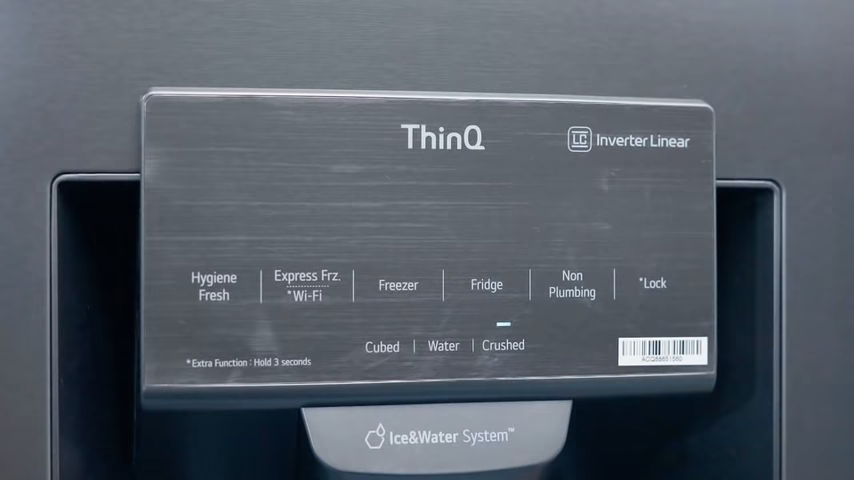 ThinQ
LC Inverter Linear
Hygiene Fresh
Express Frz.
*Wi-Fi
Freezer
Fridge
Non Plumbing
*Lock
Cubed | Water | Crushed
*Extra Function : Hold 3 seconds
Ice&Water System™